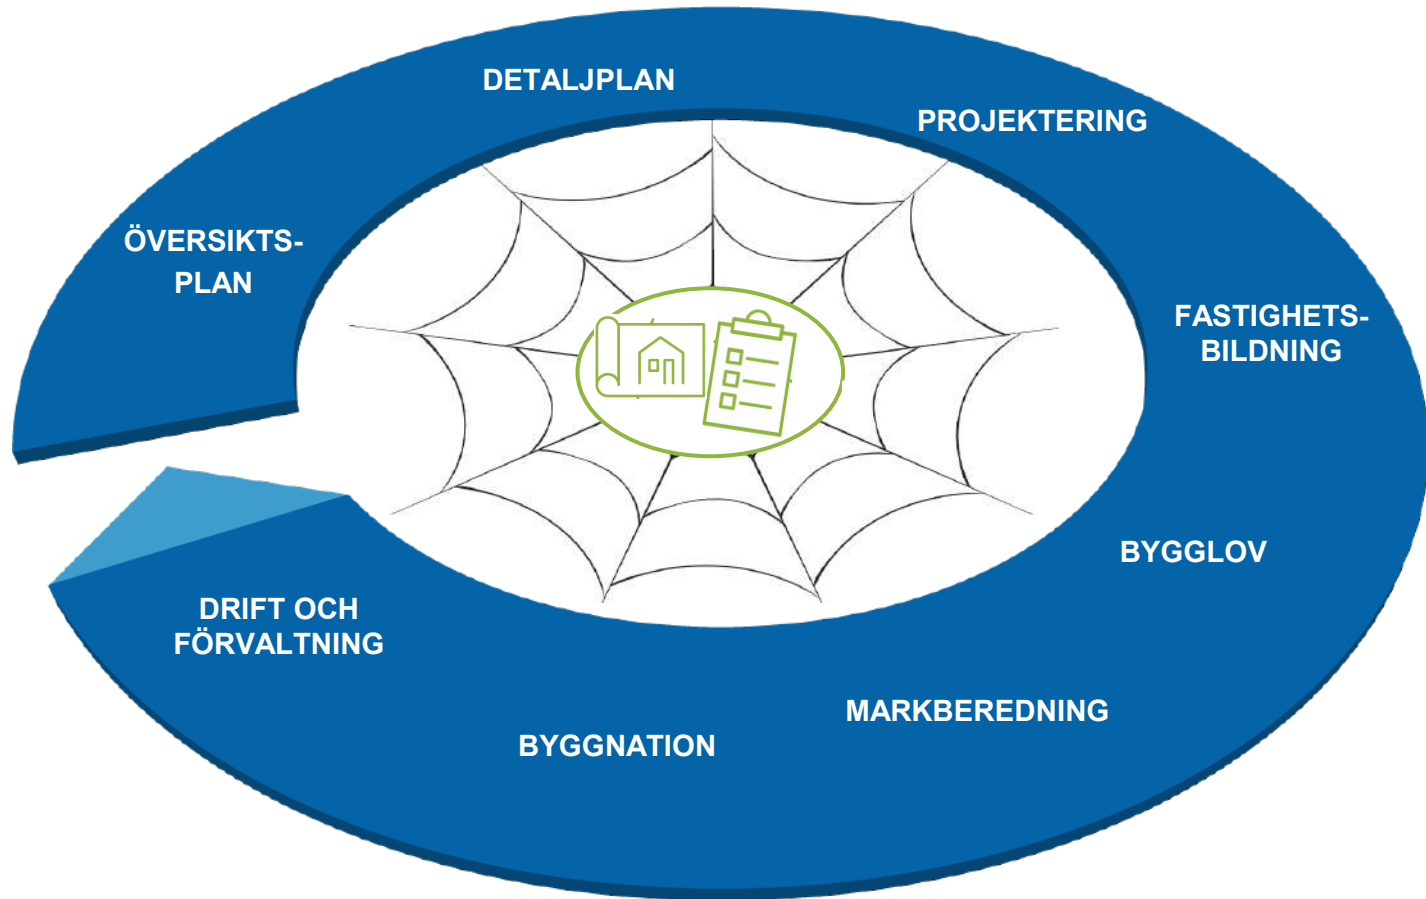 DETALJPLAN
PROJEKTERING
ÖVERSIKTS-
PLAN
FASTIGHETS-
BILDNING
BYGGLOV
DRIFT OCH
FÖRVALTNING
MARKBEREDNING
BYGGNATION